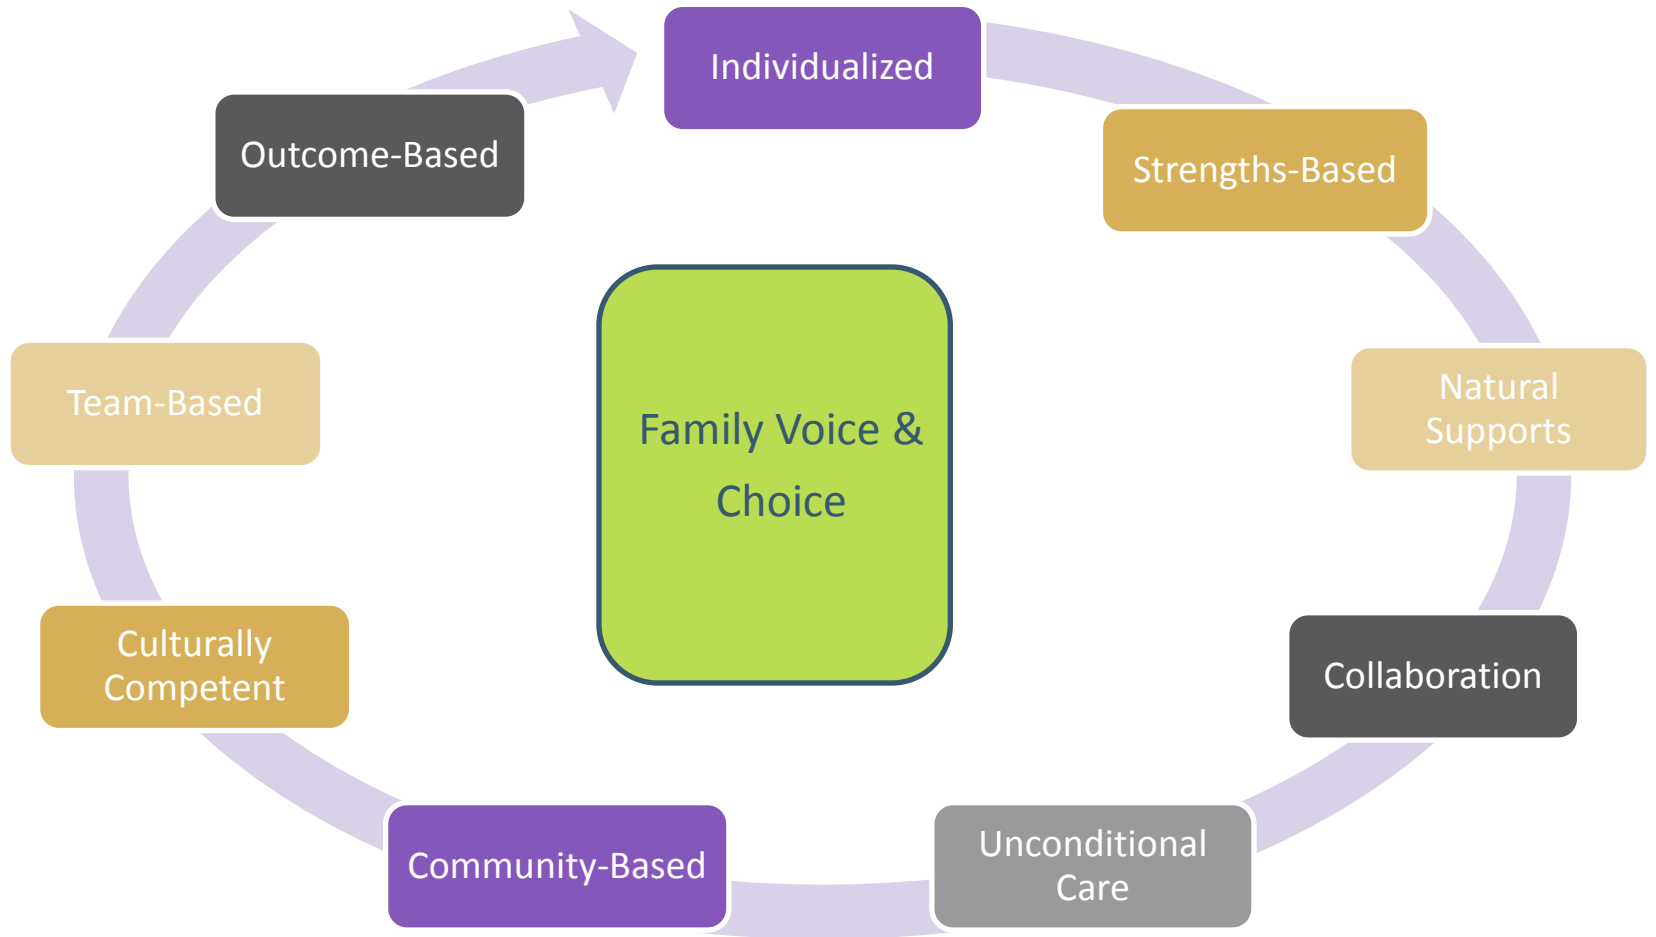 Individualized
Strengths-Based
Natural
Supports
Collaboration
Unconditional
Care
Community-Based
Culturally
Competent
Team-Based
Outcome-Based
Family Voice &
Choice